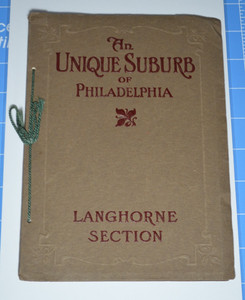 An
UNIQUE SUBURB
OF
PHILADELPHIA
LANGHORNE
SECTION